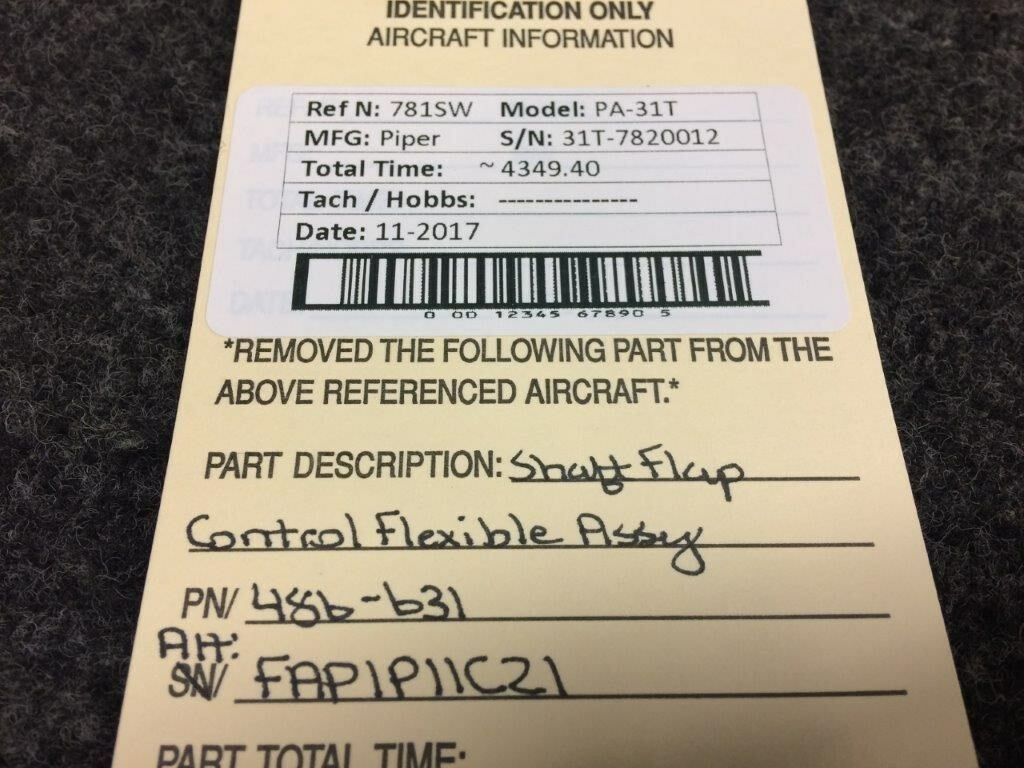 IDENTIFICATION ONLY
AIRCRAFT INFORMATION
Ref N: 781SW Model: PA-31T
MFG: Piper S/N: 31T-7820012
Total Time: ~ 4349.40
Tach / Hobbs: ---------------
Date: 11-2017
0 00 12345 67890 5
*REMOVED THE FOLLOWING PART FROM THE
ABOVE REFERENCED AIRCRAFT.*
PART DESCRIPTION: Shaft Flap
Control Flexible Assy
PN/ 486-631
Alt:
SN/ FAP1P11C21
PART TOTAL TIME: